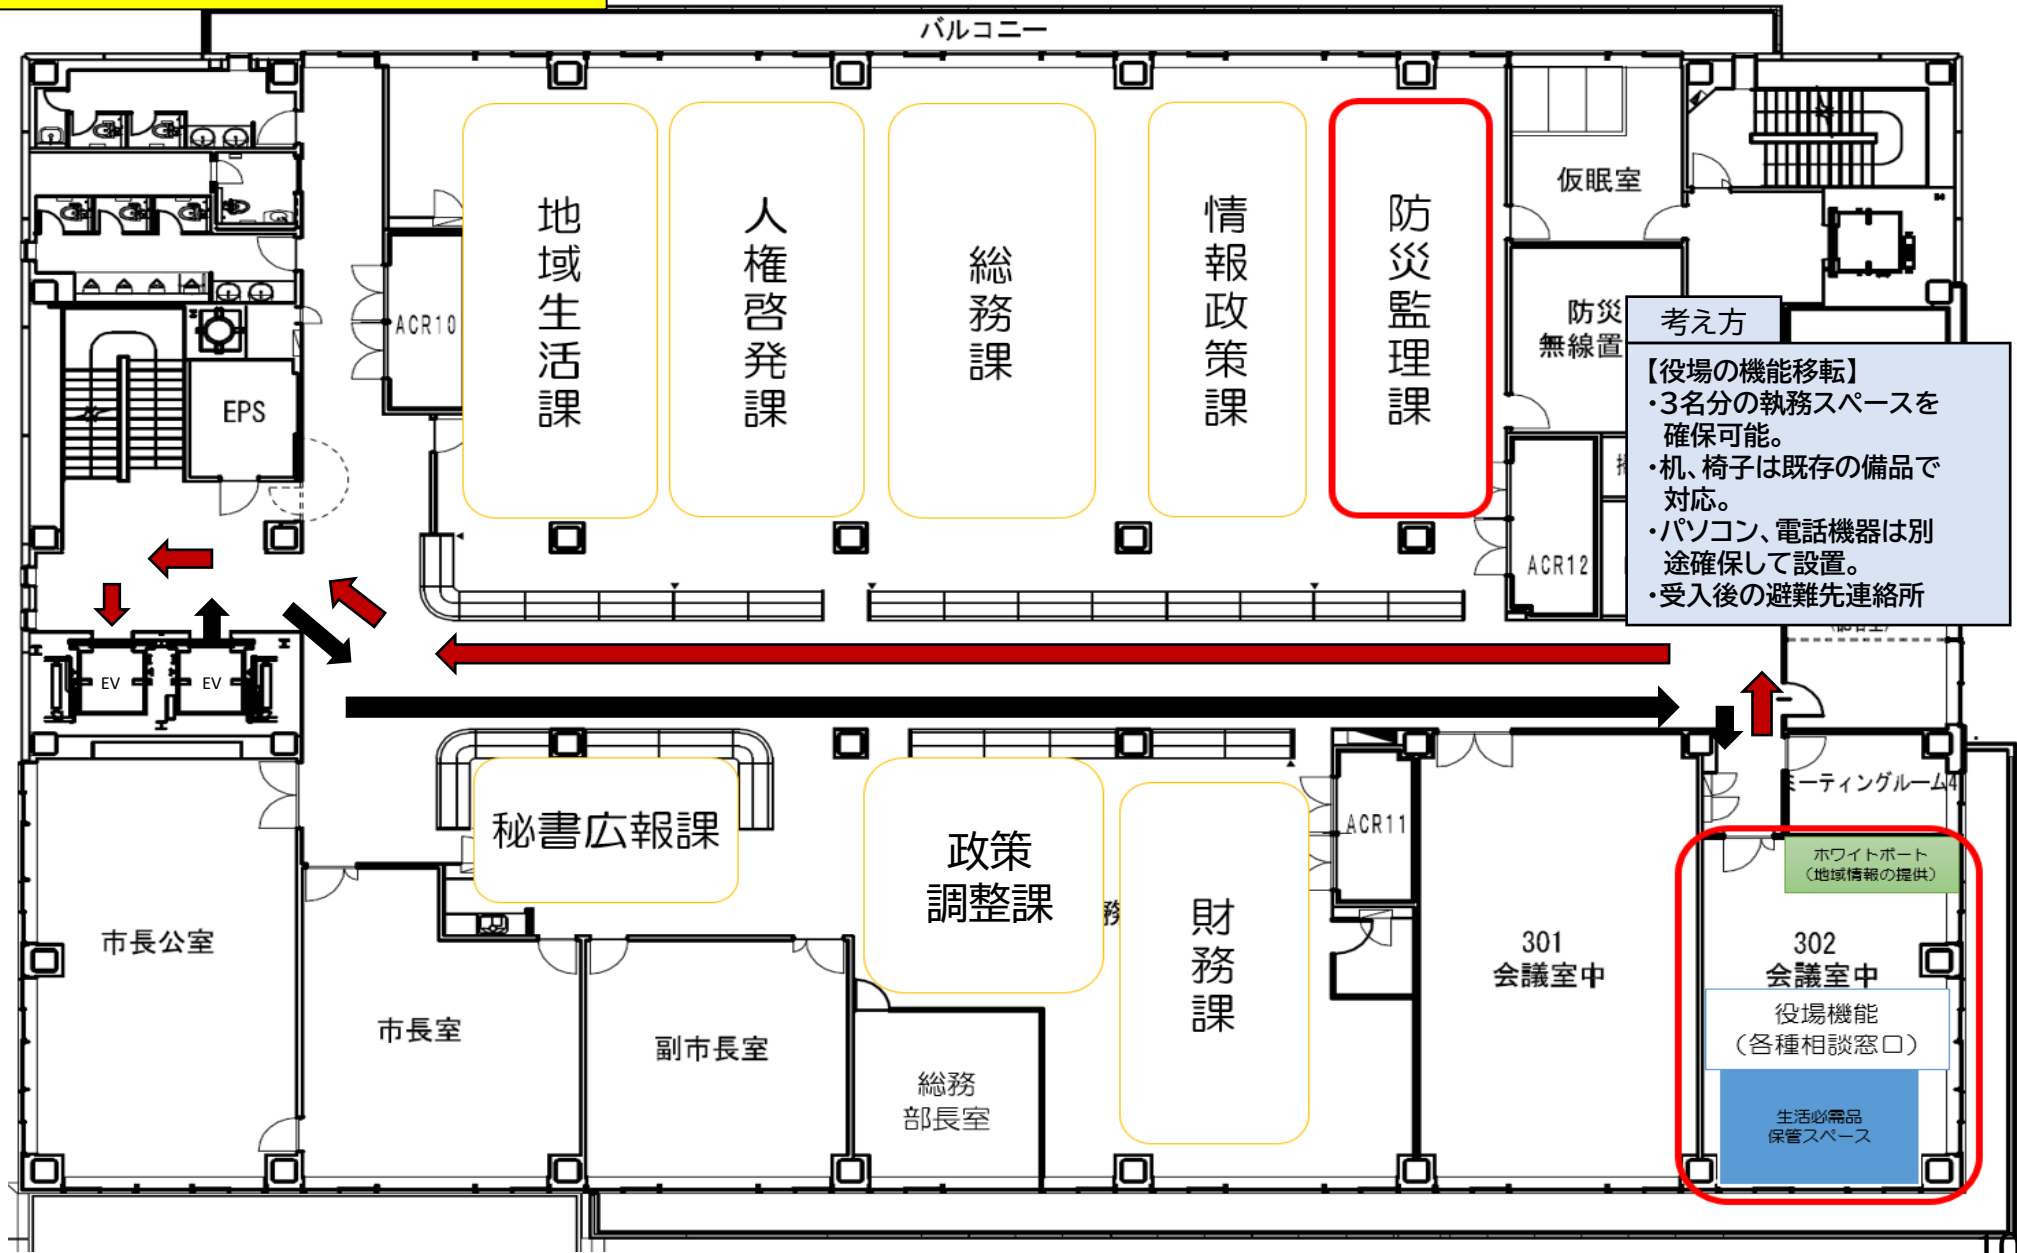 バルコニー
地域生活課
人権啓発課
総務課
情報政策課
防災監理課
仮眠室
防災
無線置
ACR10
EPS
ACR12
考え方
【役場の機能移転】
・3名分の執務スペースを
確保可能。
・机、椅子は既存の備品で
対応。
・パソコン、電話機器は別
途確保して設置。
・受入後の避難先連絡所
EV
EV
秘書広報課
政策
調整課
務
財務課
ACR11
ミーティングルーム4
ホワイトボート
(地域情報の提供)
市長公室
市長室
副市長室
総務
部長室
301
会議室中
302
会議室中
役場機能
(各種相談窓口)
生活必需品
保管スペース